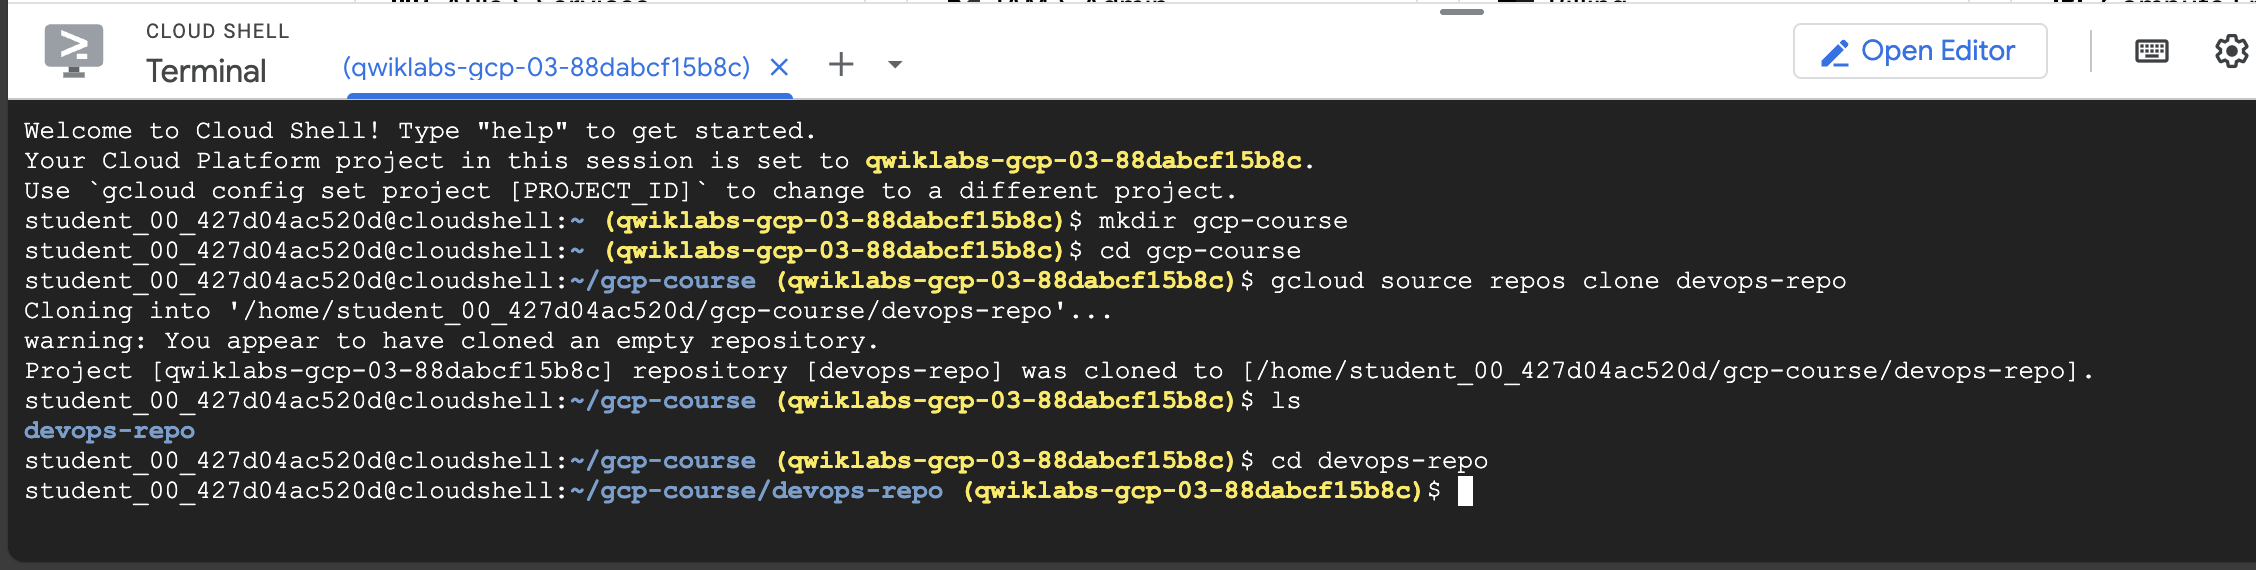 CLOUD SHELL
Terminal
(qwiklabs-gcp-03-88dabcf15b8c)
Open Editor
Welcome to Cloud Shell! Type "help" to get started.
Your Cloud Platform project in this session is set to qwiklabs-gcp-03-88dabcf15b8c.
Use `gcloud config set project [PROJECT_ID]` to change to a different project.
student_00_427d04ac520d@cloudshell:~ (qwiklabs-gcp-03-88dabcf15b8c)$ mkdir gcp-course
student_00_427d04ac520d@cloudshell:~ (qwiklabs-gcp-03-88dabcf15b8c)$ cd gcp-course
student_00_427d04ac520d@cloudshell:~/gcp-course (qwiklabs-gcp-03-88dabcf15b8c)$ gcloud source repos clone devops-repo
Cloning into '/home/student_00_427d04ac520d/gcp-course/devops-repo'...
warning: You appear to have cloned an empty repository.
Project [qwiklabs-gcp-03-88dabcf15b8c] repository [devops-repo] was cloned to [/home/student_00_427d04ac520d/gcp-course/devops-repo].
student_00_427d04ac520d@cloudshell:~/gcp-course (qwiklabs-gcp-03-88dabcf15b8c)$ ls
devops-repo
student_00_427d04ac520d@cloudshell:~/gcp-course (qwiklabs-gcp-03-88dabcf15b8c)$ cd devops-repo
student_00_427d04ac520d@cloudshell:~/gcp-course/devops-repo (qwiklabs-gcp-03-88dabcf15b8c)$